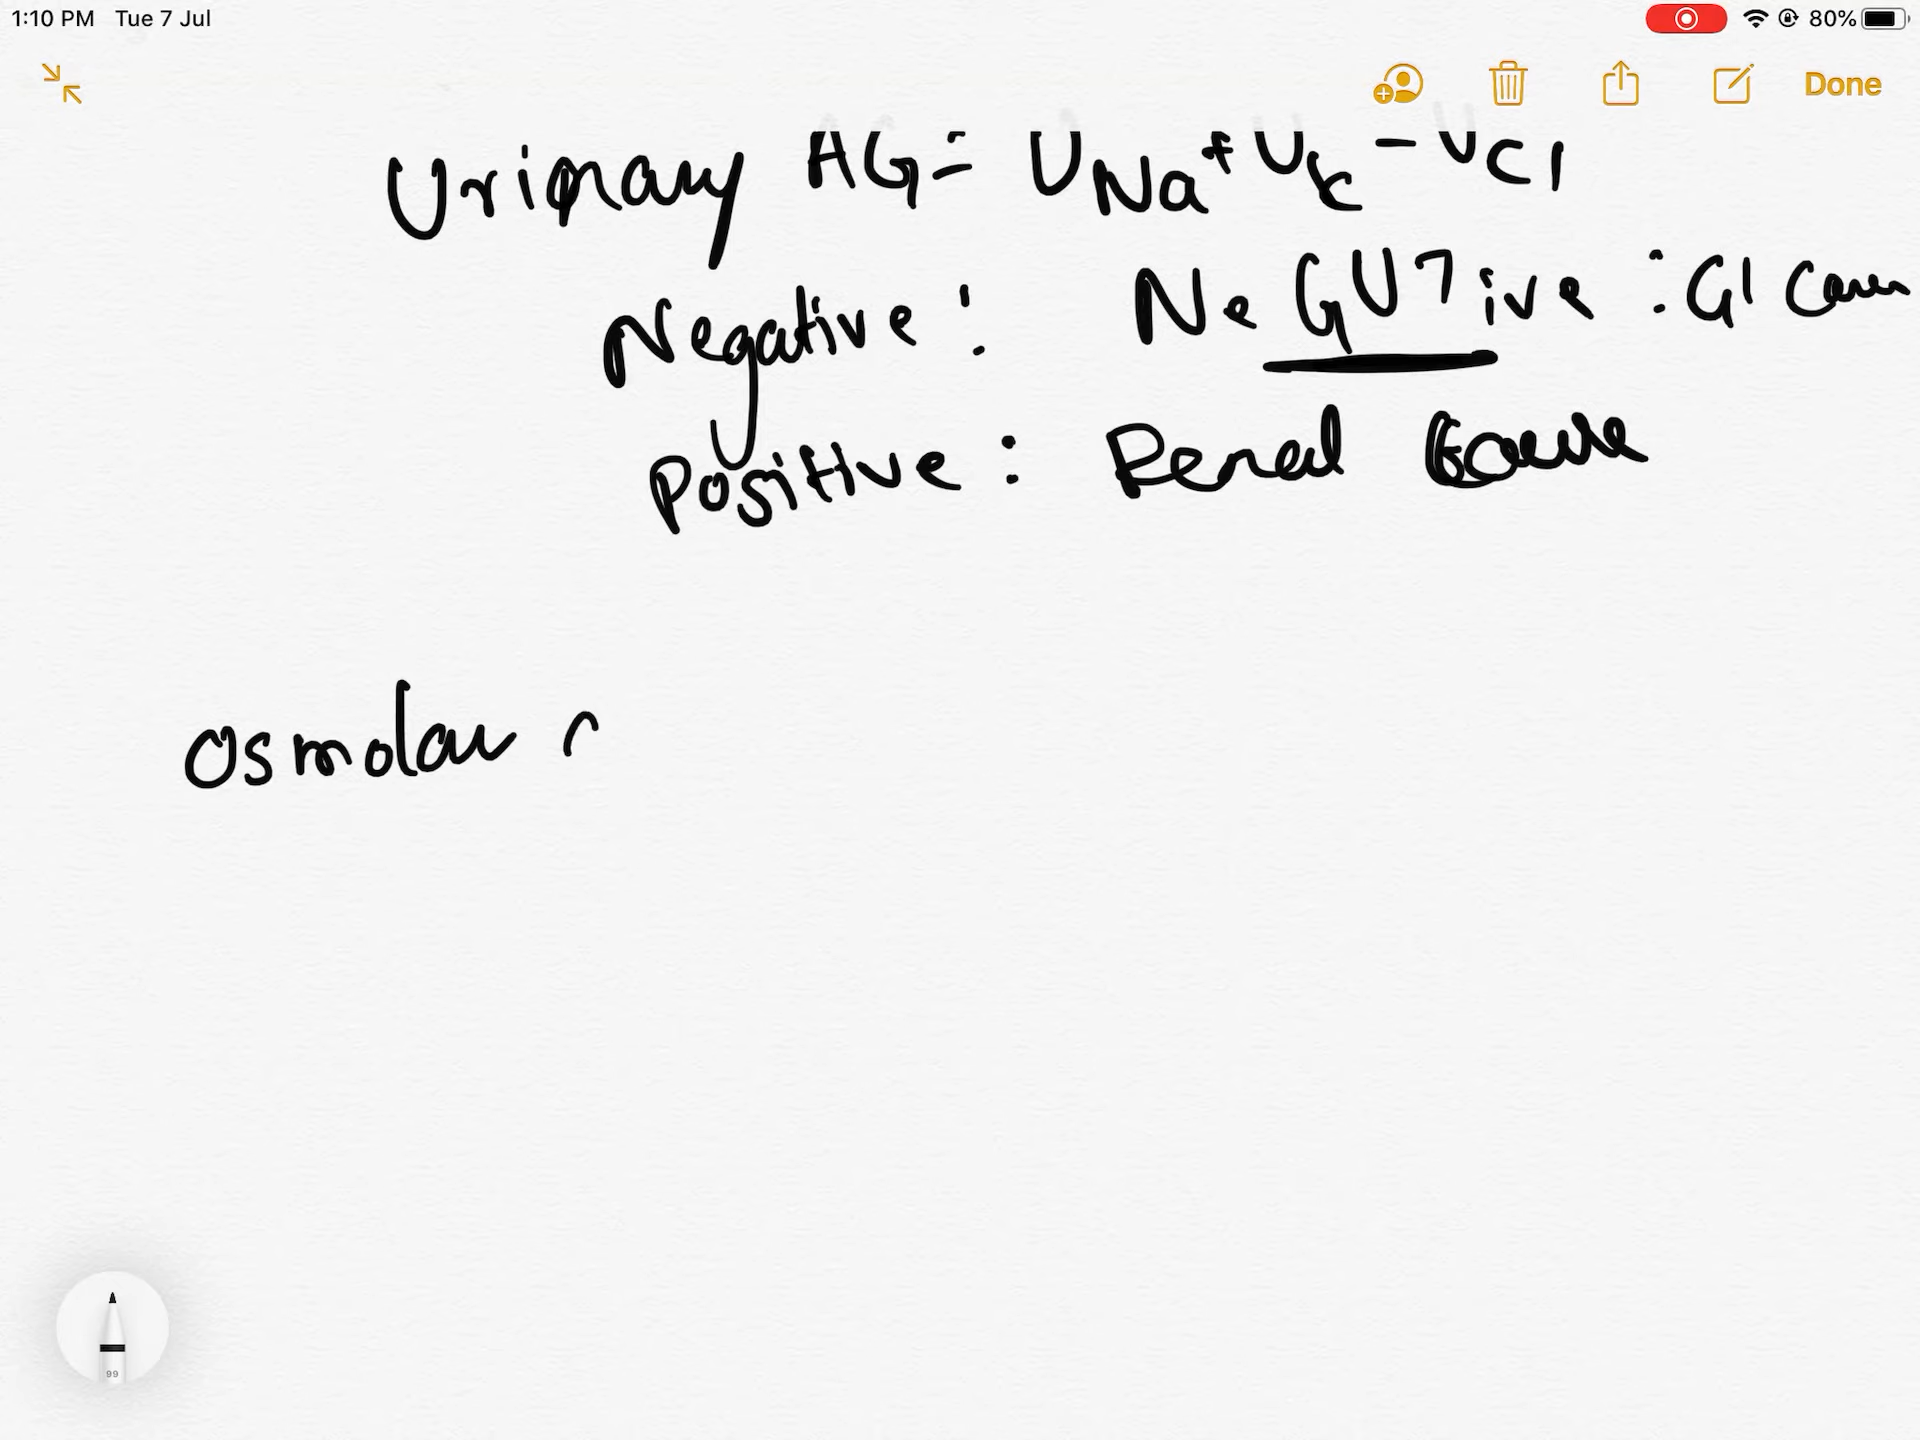 1:10 PM Tue 7 Jul 80%
Done
Urinary AG = UNa + UK - UCl
Negative : NeGUTive : GI
Positive : Renal Cause
Osmolar
99